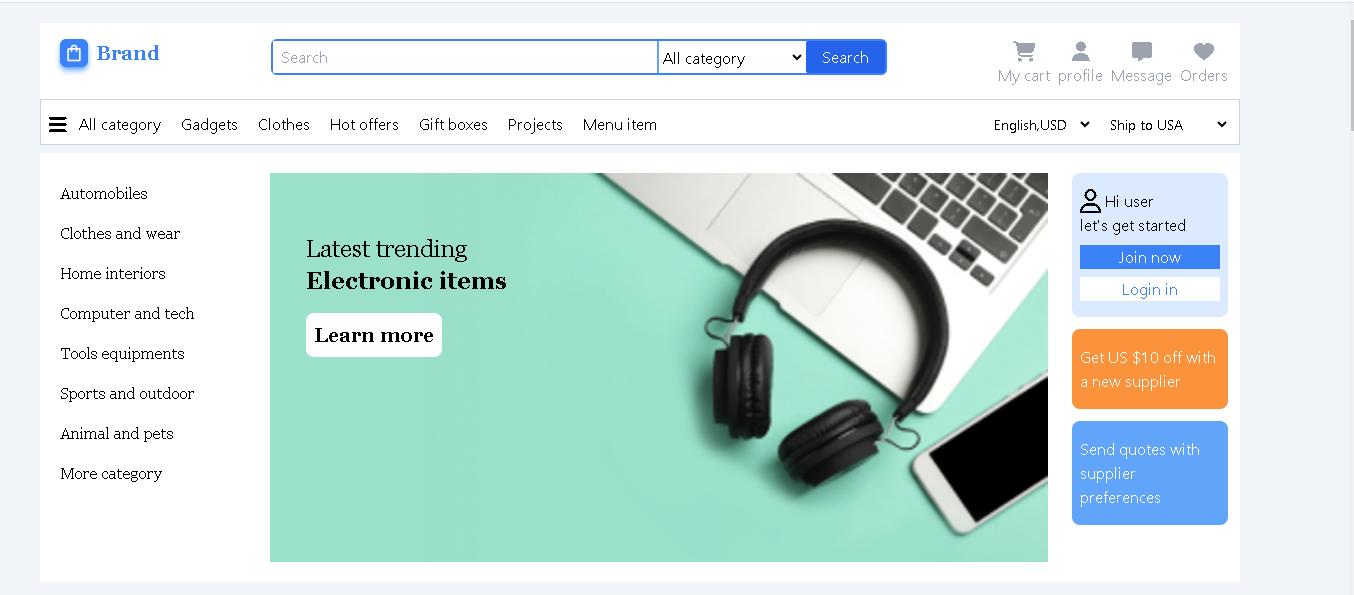 Brand
Search
All category
Search
My cart
profile
Message
Orders
All category
Gadgets
Clothes
Hot offers
Gift boxes
Projects
Menu item
English,USD
Ship to USA
Automobiles
Clothes and wear
Home interiors
Computer and tech
Tools equipments
Sports and outdoor
Animal and pets
More category
Latest trending
Electronic items
Learn more
Hi user
let's get started
Join now
Login in
Get US $10 off with
a new supplier
Send quotes with
supplier
preferences